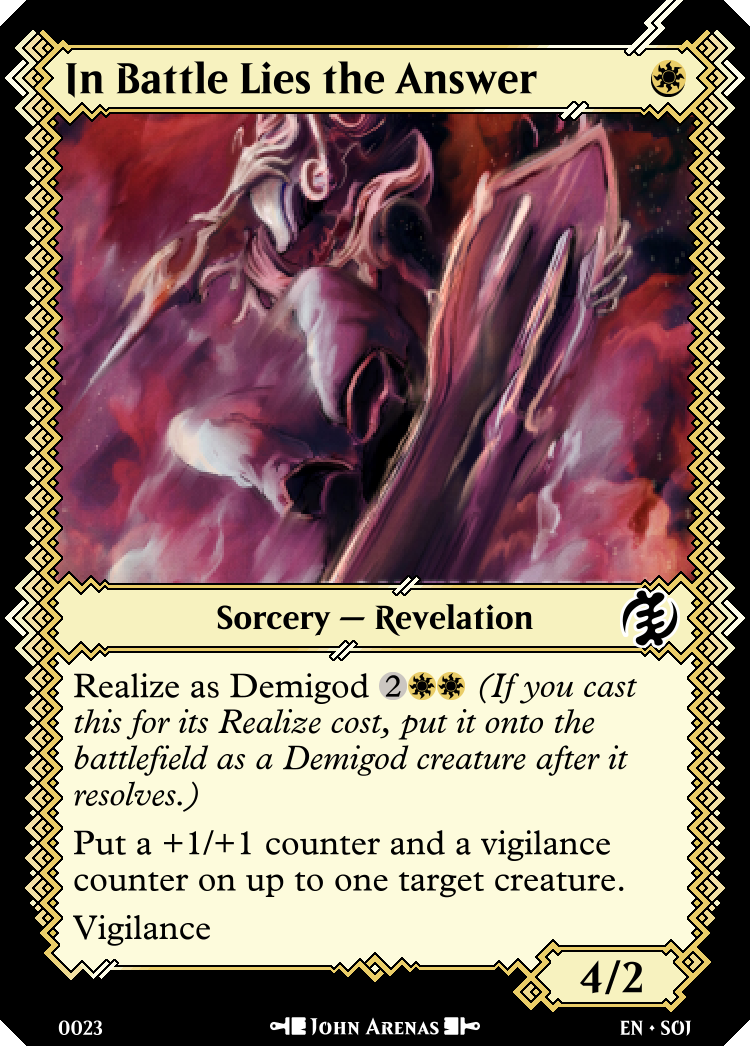 In Battle Lies the Answer
Sorcery — Revelation
Realize as Demigod 2 (If you cast
this for its Realize cost, put it onto the
battlefield as a Demigod creature after it
resolves.)
Put a +1/+1 counter and a vigilance
counter on up to one target creature.
Vigilance
4/2
0023 John Arenas EN • SOI